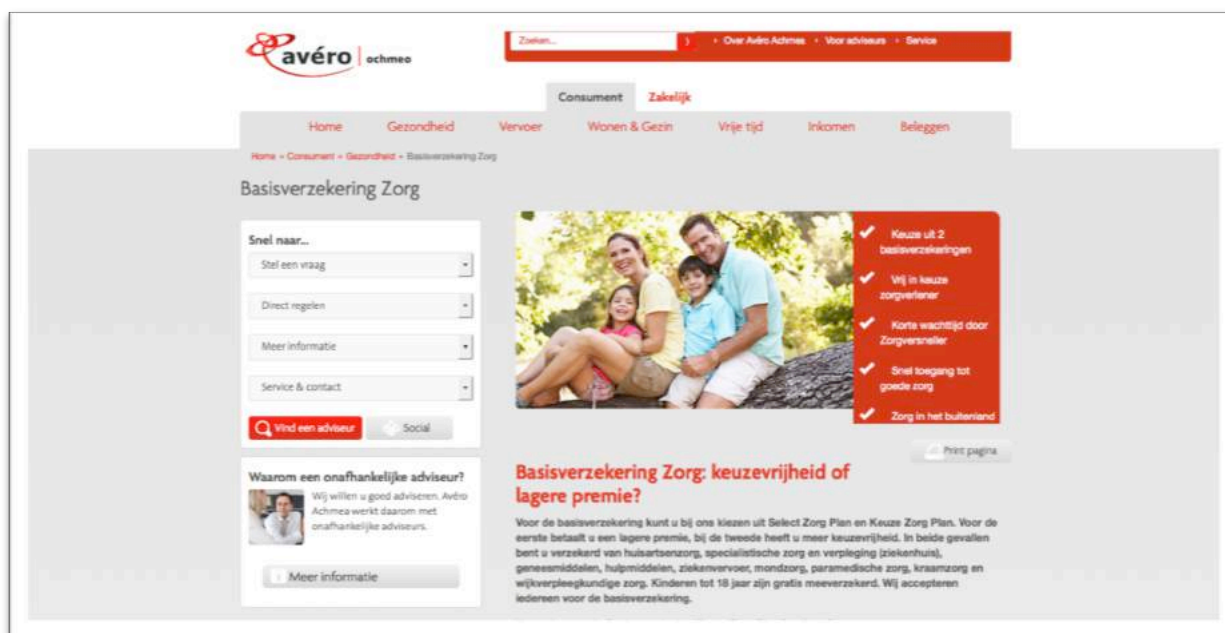 avéro achmea
Zoeken...
• Over Avéro Achmea • Voor adviseurs • Service
Consument Zakelijk
Home Gezondheid Vervoer Wonen & Gezin Vrije tijd Inkomen Beleggen
Home » Consument » Gezondheid » Basisverzekering Zorg
Basisverzekering Zorg
Snel naar...
Stel een vraag
Direct regelen
Meer informatie
Service & contact
Vind een adviseur
Social
Waarom een onafhankelijke adviseur?
Wij willen u goed adviseren. Avéro
Achmea werkt daarom met
onafhankelijke adviseurs.
Meer informatie
Keuze uit 2
basisverzekeringen
Vrij in keuze
zorgverlener
Korte wachttijd door
Zorgversneller
Snel toegang tot
goede zorg
Zorg in het buitenland
Print pagina
Basisverzekering Zorg: keuzevrijheid of
lagere premie?
Voor de basisverzekering kunt u bij ons kiezen uit Select Zorg Plan en Keuze Zorg Plan. Voor de
eerste betaalt u een lagere premie, bij de tweede heeft u meer keuzevrijheid. In beide gevallen
bent u verzekerd van huisartsenzorg, specialistische zorg en verpleging (ziekenhuis),
geneesmiddelen, hulpmiddelen, ziekenvervoer, mondzorg, paramedische zorg, kraamzorg en
wijkverpleegkundige zorg. Kinderen tot 18 jaar zijn gratis meeverzekerd. Wij accepteren
iedereen voor de basisverzekering.